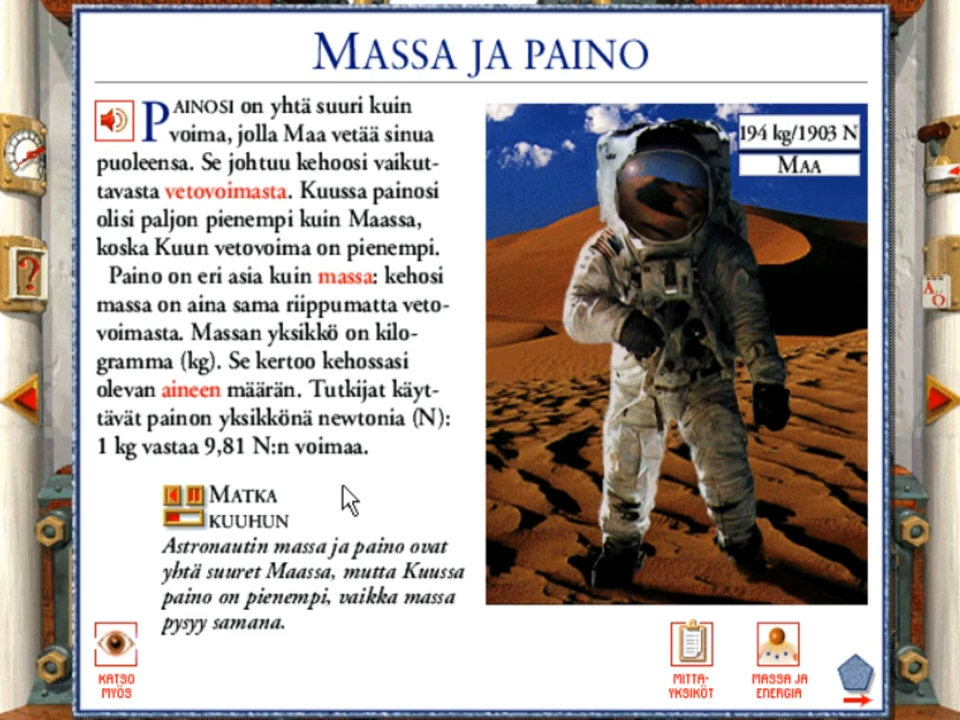 MASSA JA PAINO
PAINOSI on yhtä suuri kuin
voima, jolla Maa vetää sinua
puoleensa. Se johtuu kehoosi vaikut-
tavasta vetovoimasta. Kuussa painosi
olisi paljon pienempi kuin Maassa,
koska Kuun vetovoima on pienempi.
Paino on eri asia kuin massa: kehosi
massa on aina sama riippumatta veto-
voimasta. Massan yksikkö on kilo-
gramma (kg). Se kertoo kehossasi
olevan aineen määrän. Tutkijat käyt-
tävät painon yksikkönä newtonia (N):
1 kg vastaa 9,81 N:n voimaa.
MATKA
KUUHUN
Astronautin massa ja paino ovat
yhtä suuret Maassa, mutta Kuussa
paino on pienempi, vaikka massa
pysyy samana.
194 kg/1903 N
MAA
?
A..
O
KATSO
MYÖS
MITTA-
YKSIKÖT
MASSA JA
ENERGIA